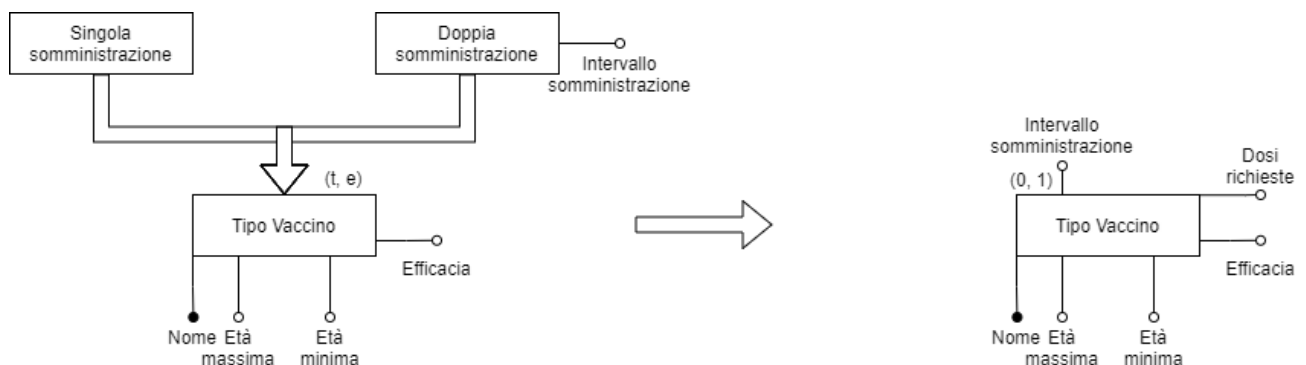 Singola
somministrazione
Doppia
somministrazione
Intervallo
somministrazione
(t, e)
Tipo Vaccino
Efficacia
Nome
Età
massima
Età
minima
Intervallo
somministrazione
(0, 1)
Dosi
richieste
Tipo Vaccino
Efficacia
Nome
Età
massima
Età
minima